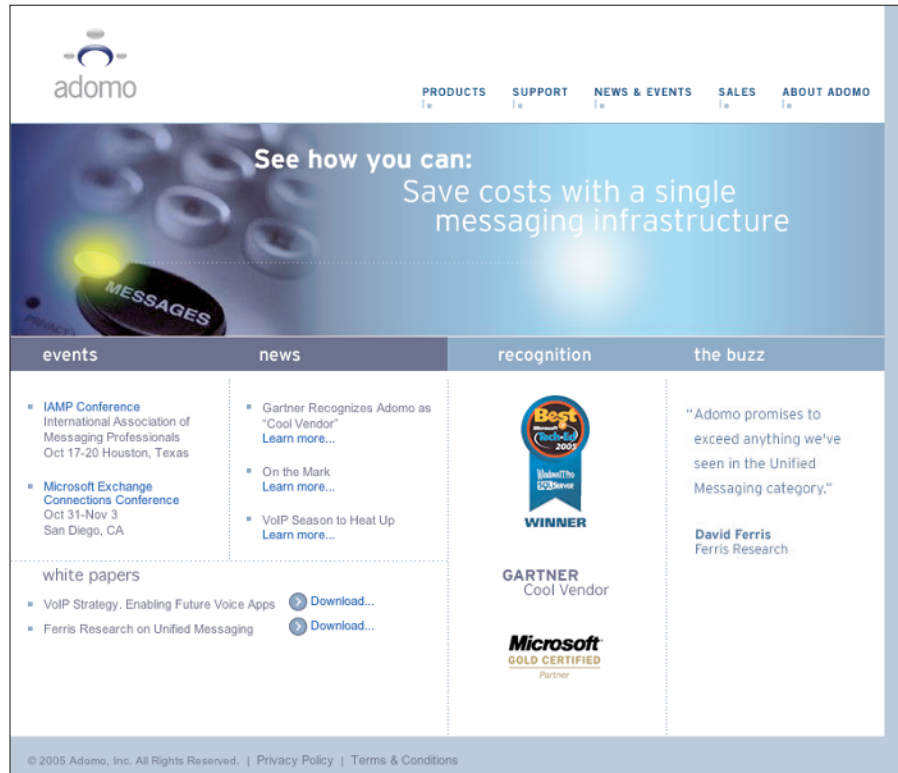 adomo
PRODUCTS SUPPORT NEWS & EVENTS SALES ABOUT ADOMO
See how you can:
Save costs with a single
messaging infrastructure
MESSAGES
PRIVACY
events
IAMP Conference
International Association of
Messaging Professionals
Oct 17-20 Houston, Texas
Microsoft Exchange
Connections Conference
Oct 31-Nov 3
San Diego, CA
news
Gartner Recognizes Adomo as
"Cool Vendor"
Learn more...
On the Mark
Learn more...
VoIP Season to Heat Up
Learn more...
white papers
VoIP Strategy. Enabling Future Voice Apps Download...
Ferris Research on Unified Messaging Download...
recognition
Best
Microsoft
Tech·Ed
2005
WindowsITPro
SQLServer
WINNER
GARTNER
Cool Vendor
Microsoft
GOLD CERTIFIED
Partner
the buzz
"Adomo promises to
exceed anything we've
seen in the Unified
Messaging category."
David Ferris
Ferris Research
© 2005 Adomo, Inc. All Rights Reserved. | Privacy Policy | Terms & Conditions